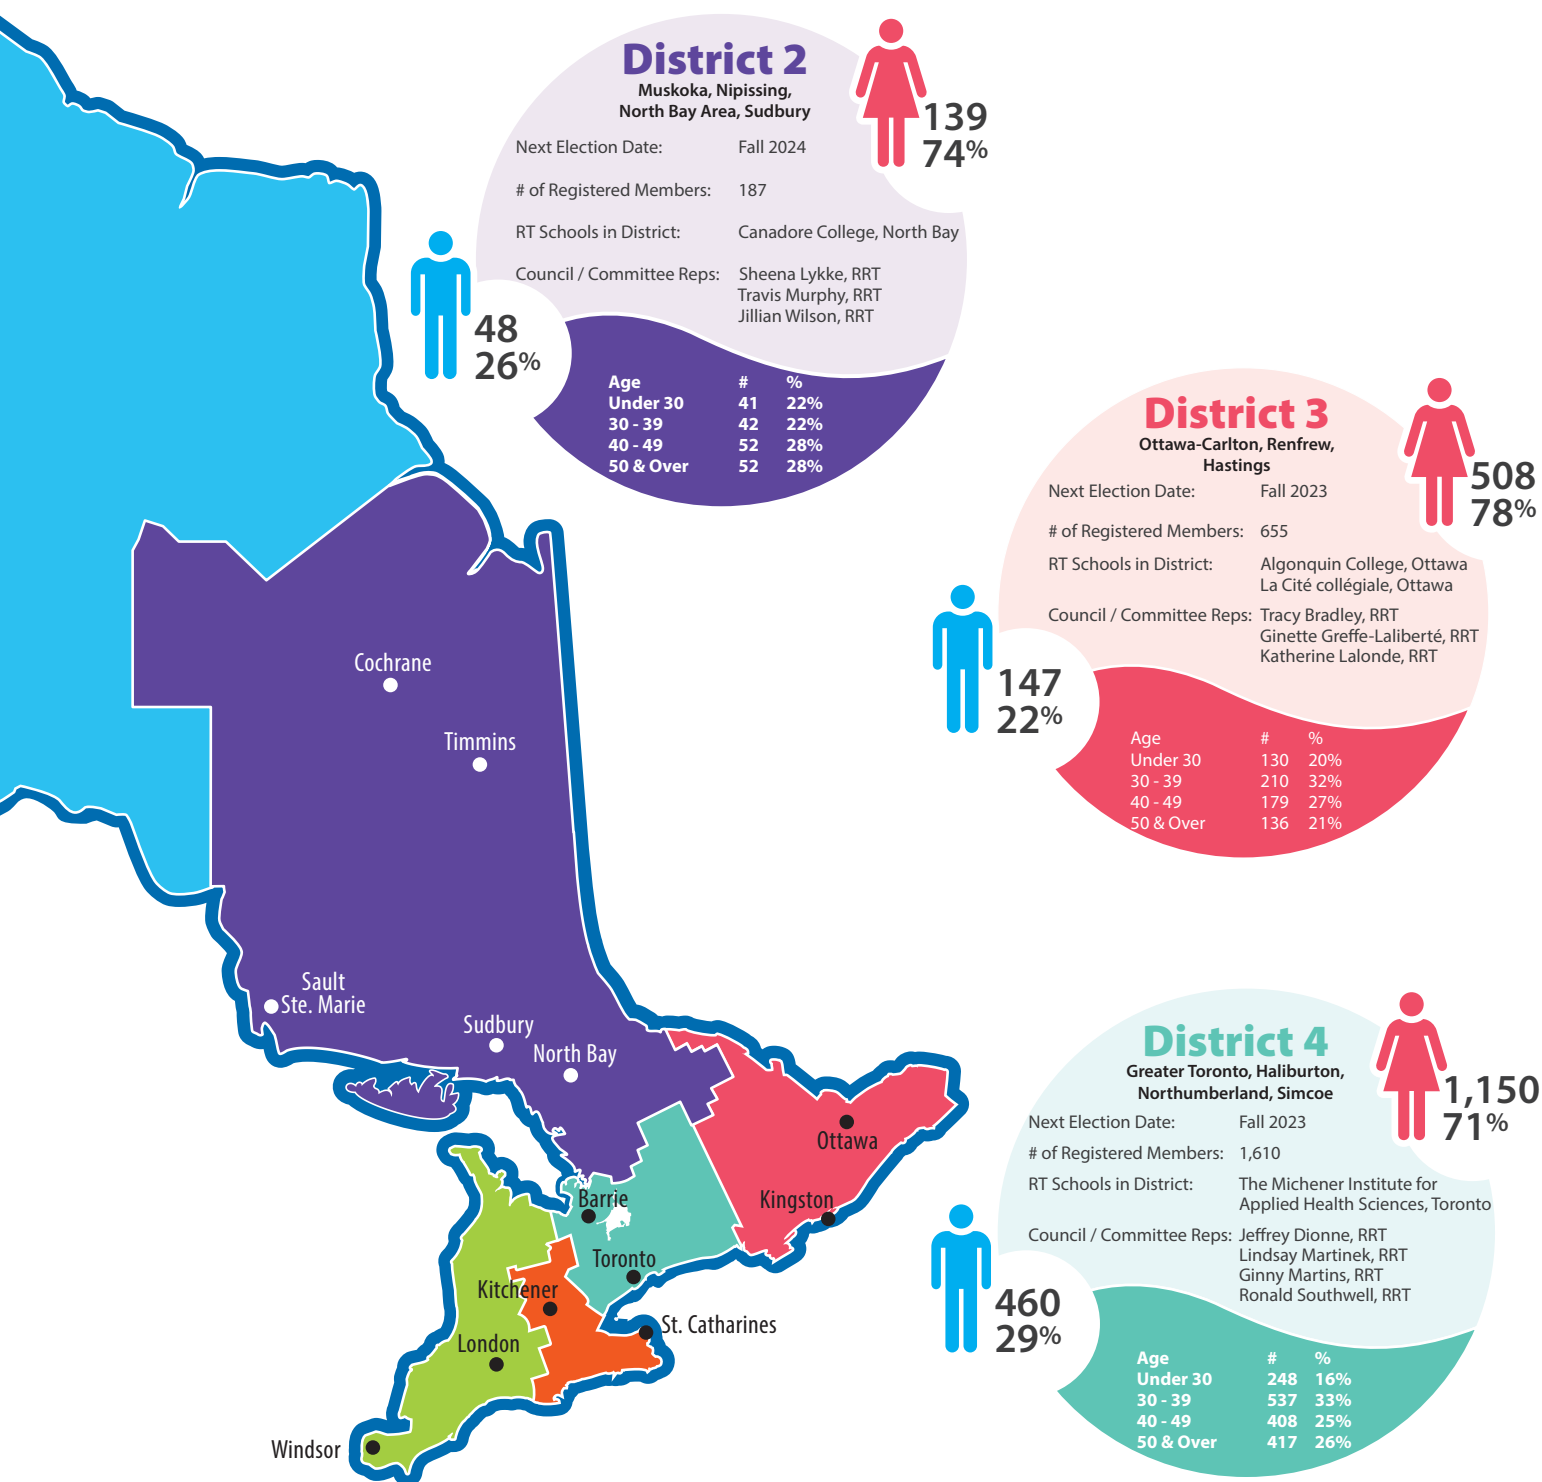 District 2
Muskoka, Nipissing,
North Bay Area, Sudbury
Next Election Date: Fall 2024
# of Registered Members: 187
RT Schools in District: Canadore College, North Bay
Council / Committee Reps: Sheena Lykke, RRT
Travis Murphy, RRT
Jillian Wilson, RRT
139
74%
48
26%
Age # %
Under 30 41 22%
30 - 39 42 22%
40 - 49 52 28%
50 & Over 52 28%
District 3
Ottawa-Carlton, Renfrew,
Hastings
Next Election Date: Fall 2023
# of Registered Members: 655
RT Schools in District: Algonquin College, Ottawa
La Cité collégiale, Ottawa
Council / Committee Reps: Tracy Bradley, RRT
Ginette Greffe-Laliberté, RRT
Katherine Lalonde, RRT
508
78%
147
22%
Age # %
Under 30 130 20%
30 - 39 210 32%
40 - 49 179 27%
50 & Over 136 21%
District 4
Greater Toronto, Haliburton,
Northumberland, Simcoe
Next Election Date: Fall 2023
# of Registered Members: 1,610
RT Schools in District: The Michener Institute for
Applied Health Sciences, Toronto
Council / Committee Reps: Jeffrey Dionne, RRT
Lindsay Martinek, RRT
Ginny Martins, RRT
Ronald Southwell, RRT
1,150
71%
460
29%
Age # %
Under 30 248 16%
30 - 39 537 33%
40 - 49 408 25%
50 & Over 417 26%
Cochrane
Timmins
Sault
Ste. Marie
Sudbury
North Bay
Ottawa
Kingston
Barrie
Toronto
Kitchener
St. Catharines
London
Windsor